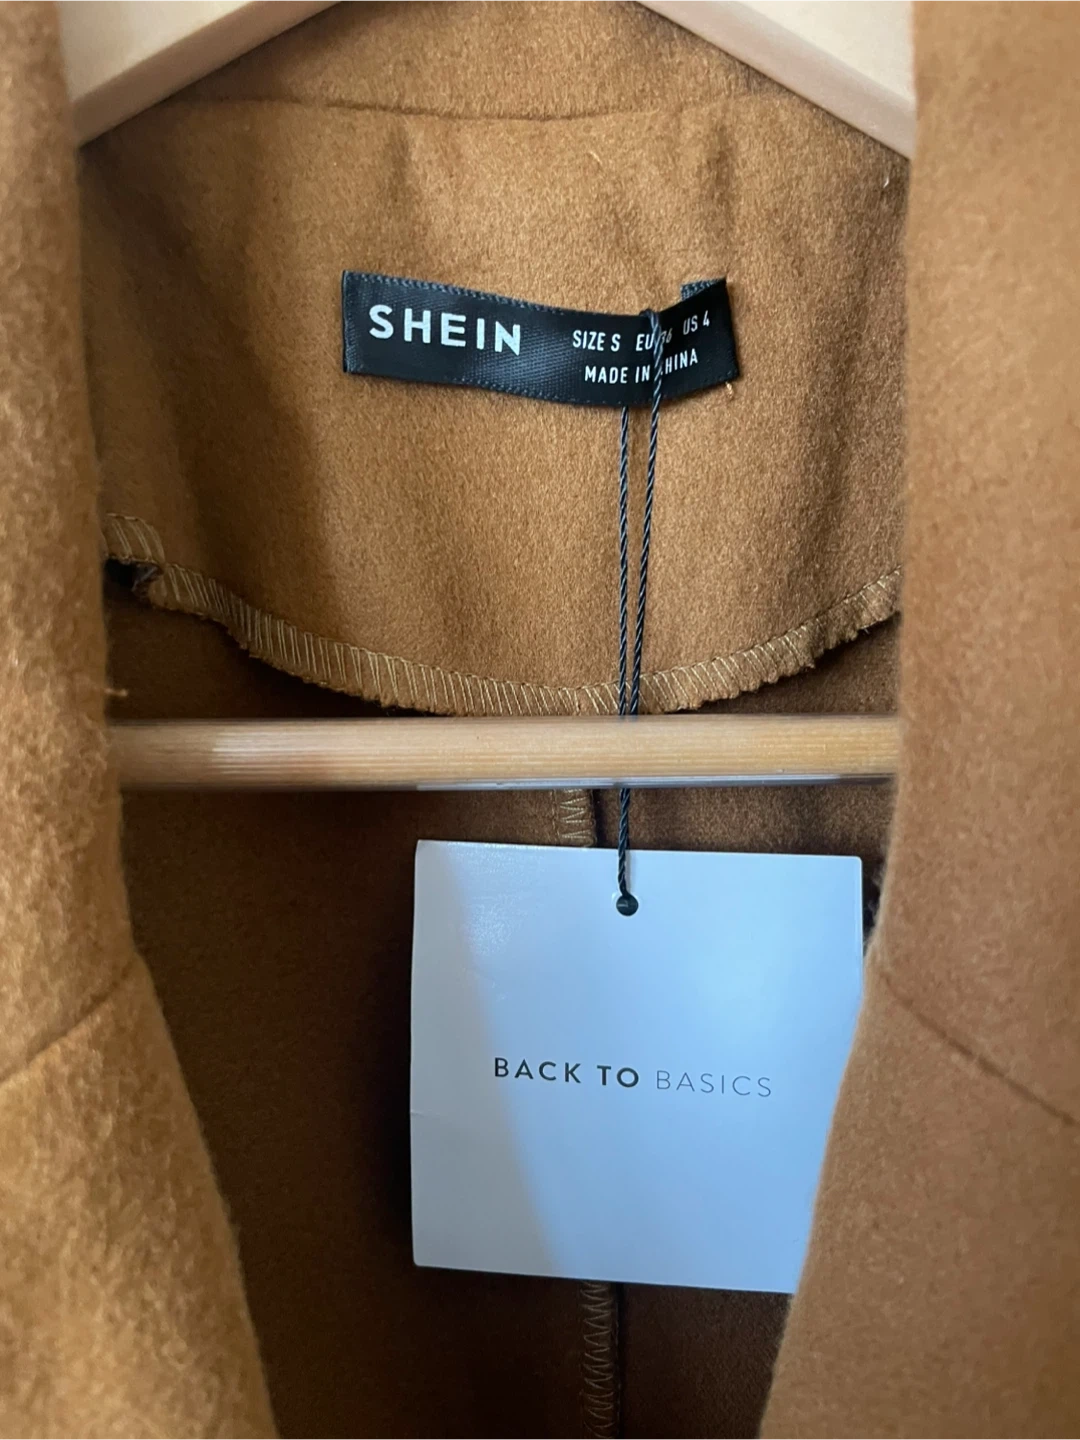 SHEIN
SIZE S EU 36 US 4
MADE IN CHINA
BACK TO BASICS